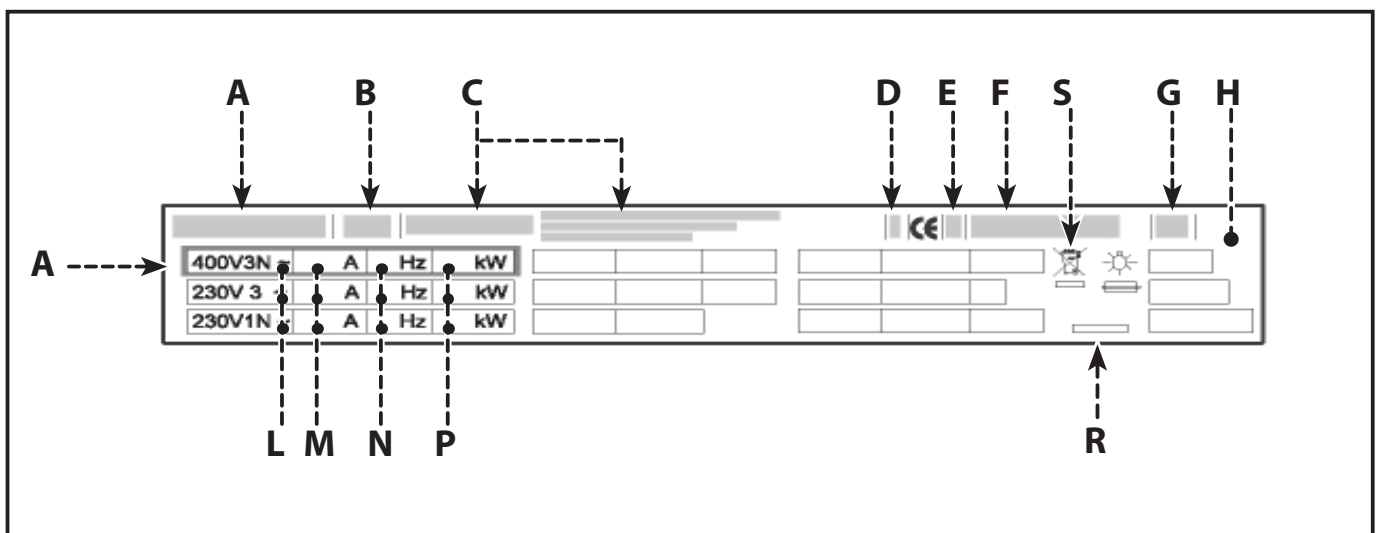 A B C D E F S G H
CE
A 400V3N ~ A Hz kW
230V 3 ~ A Hz kW
230V1N ~ A Hz kW
L M N P R